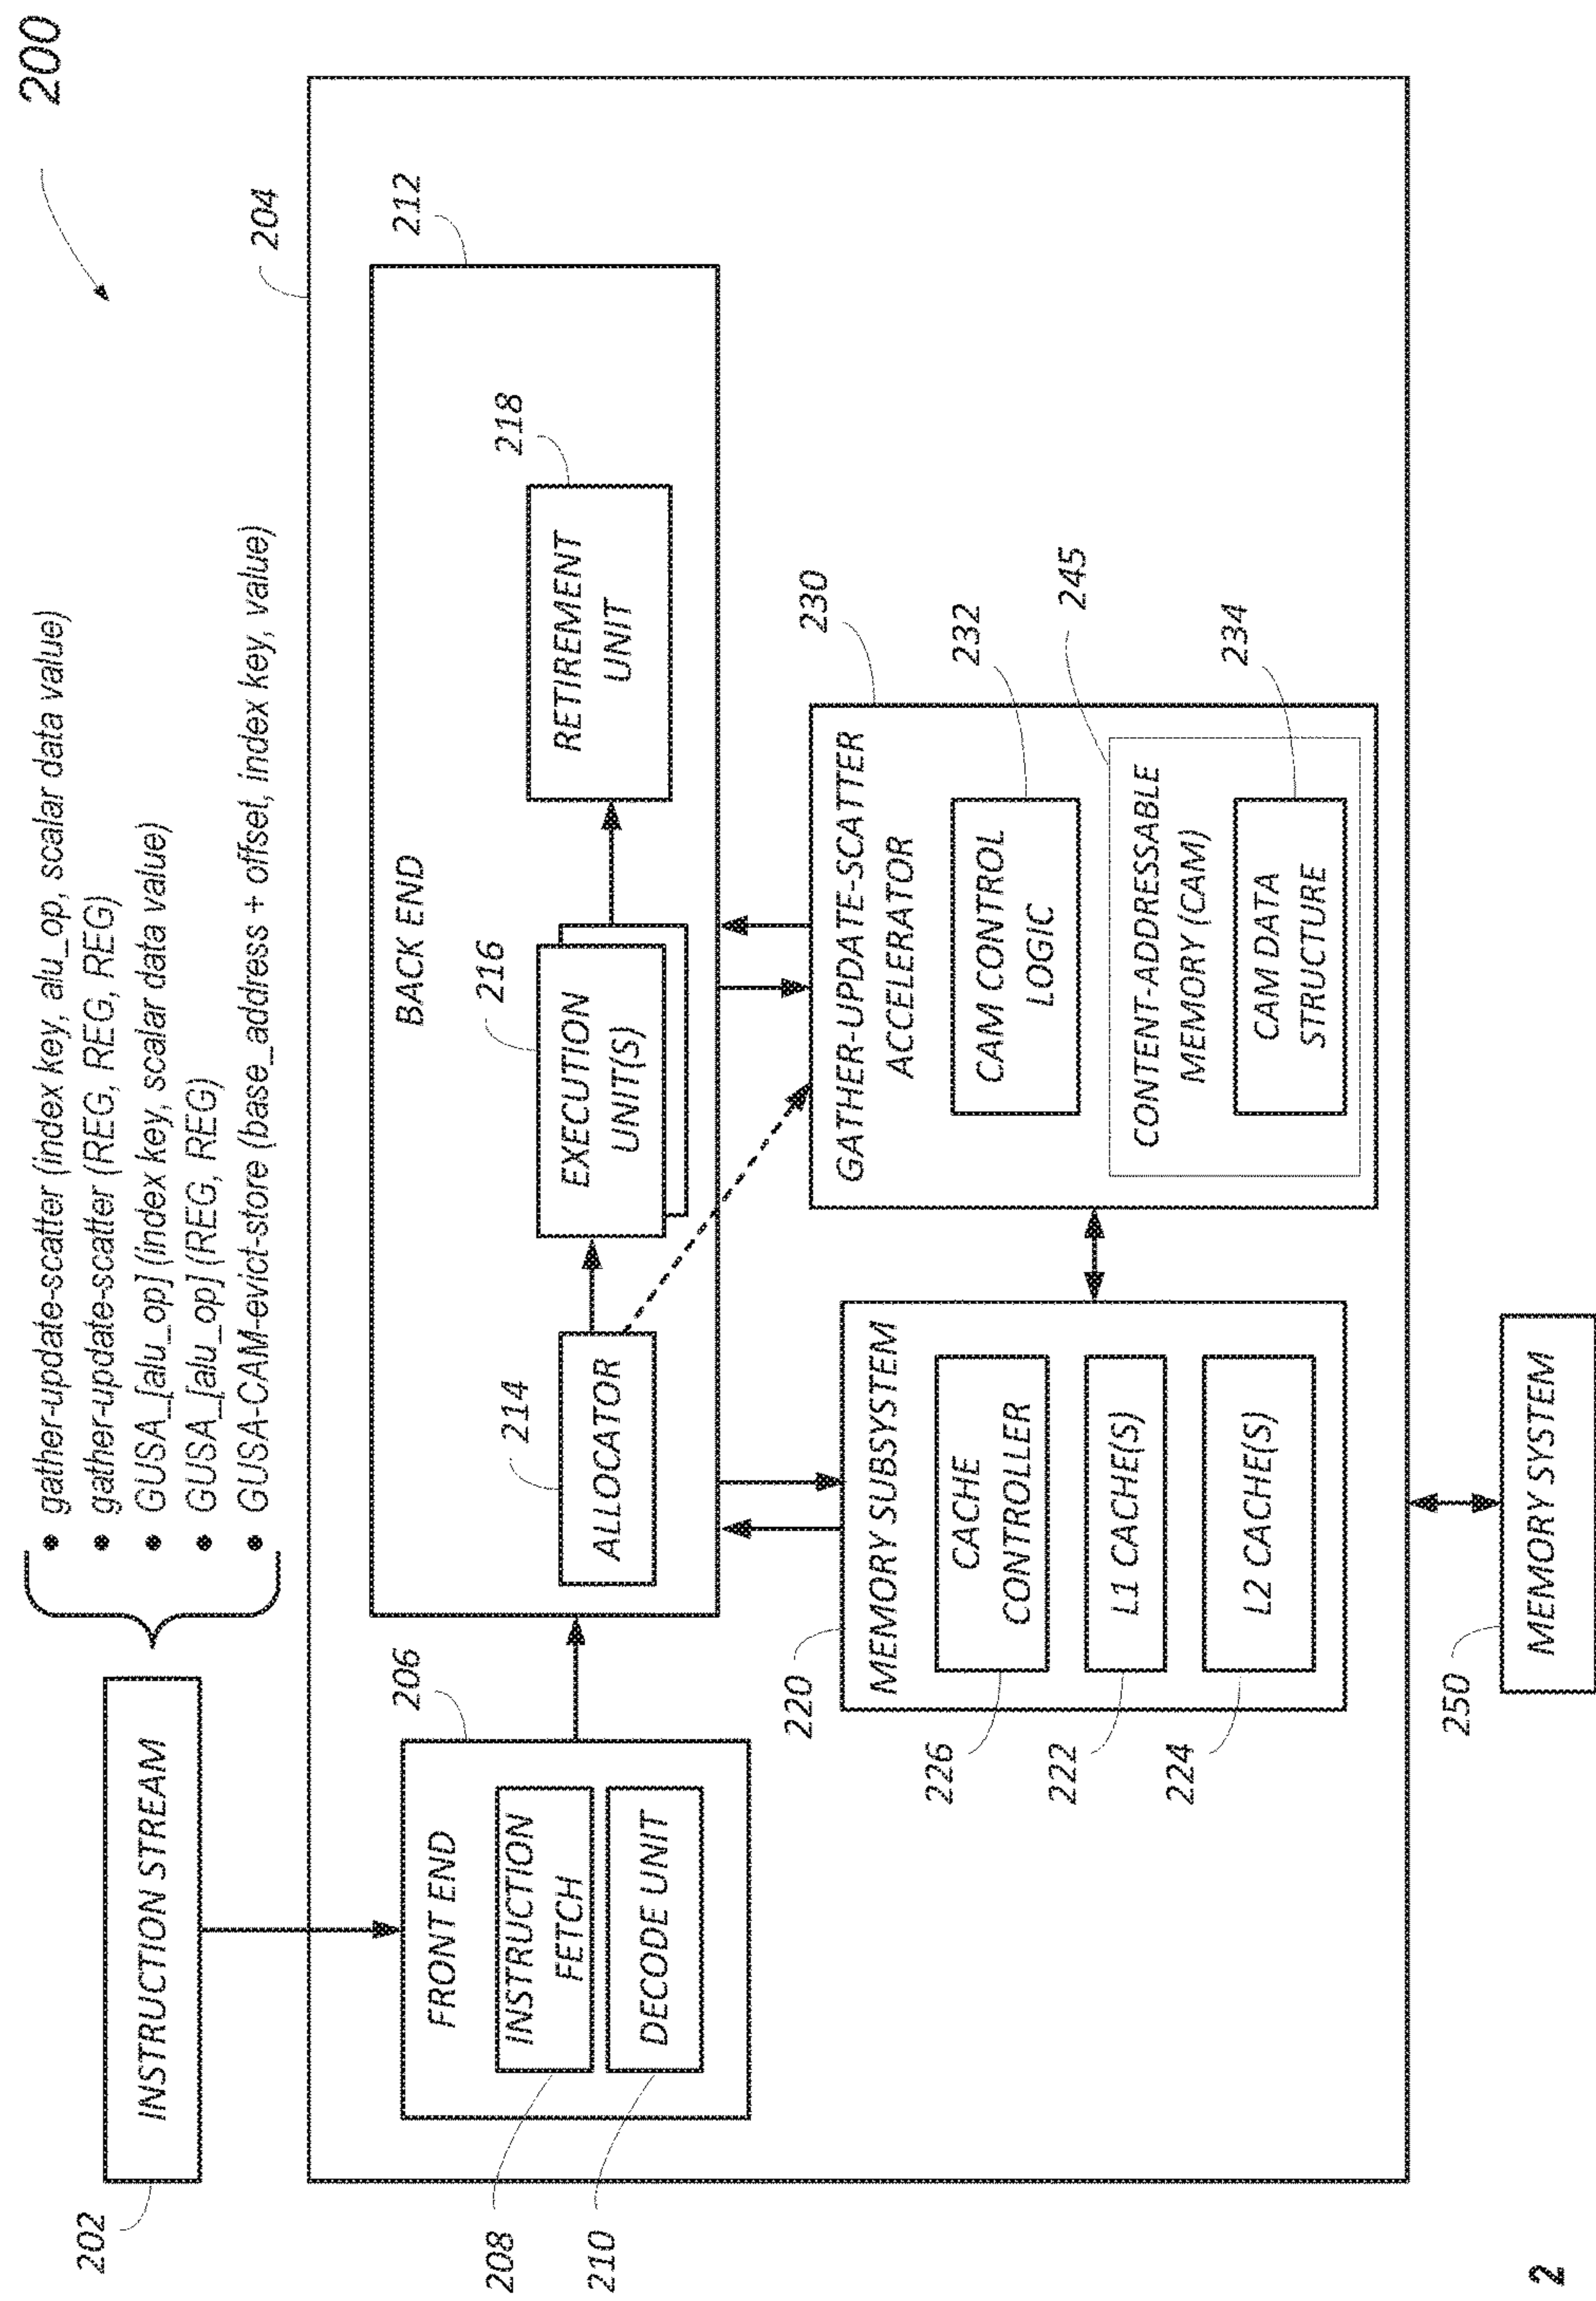 200
• gather-update-scatter (index key, alu_op, scalar data value)
• gather-update-scatter (REG, REG, REG)
• GUSA_[alu_op] (index key, scalar data value)
• GUSA_[alu_op] (REG, REG)
• GUSA-CAM-evict-store (base_address + offset, index key, value)
INSTRUCTION STREAM
202
204
FRONT END
206
INSTRUCTION
FETCH
208
DECODE UNIT
210
BACK END
212
ALLOCATOR
214
EXECUTION
UNIT(S)
216
RETIREMENT
UNIT
218
MEMORY SUBSYSTEM
220
CACHE
CONTROLLER
226
L1 CACHE(S)
222
L2 CACHE(S)
224
GATHER-UPDATE-SCATTER
ACCELERATOR
230
CAM CONTROL
LOGIC
232
CONTENT-ADDRESSABLE
MEMORY (CAM)
245
CAM DATA
STRUCTURE
234
MEMORY SYSTEM
250
2